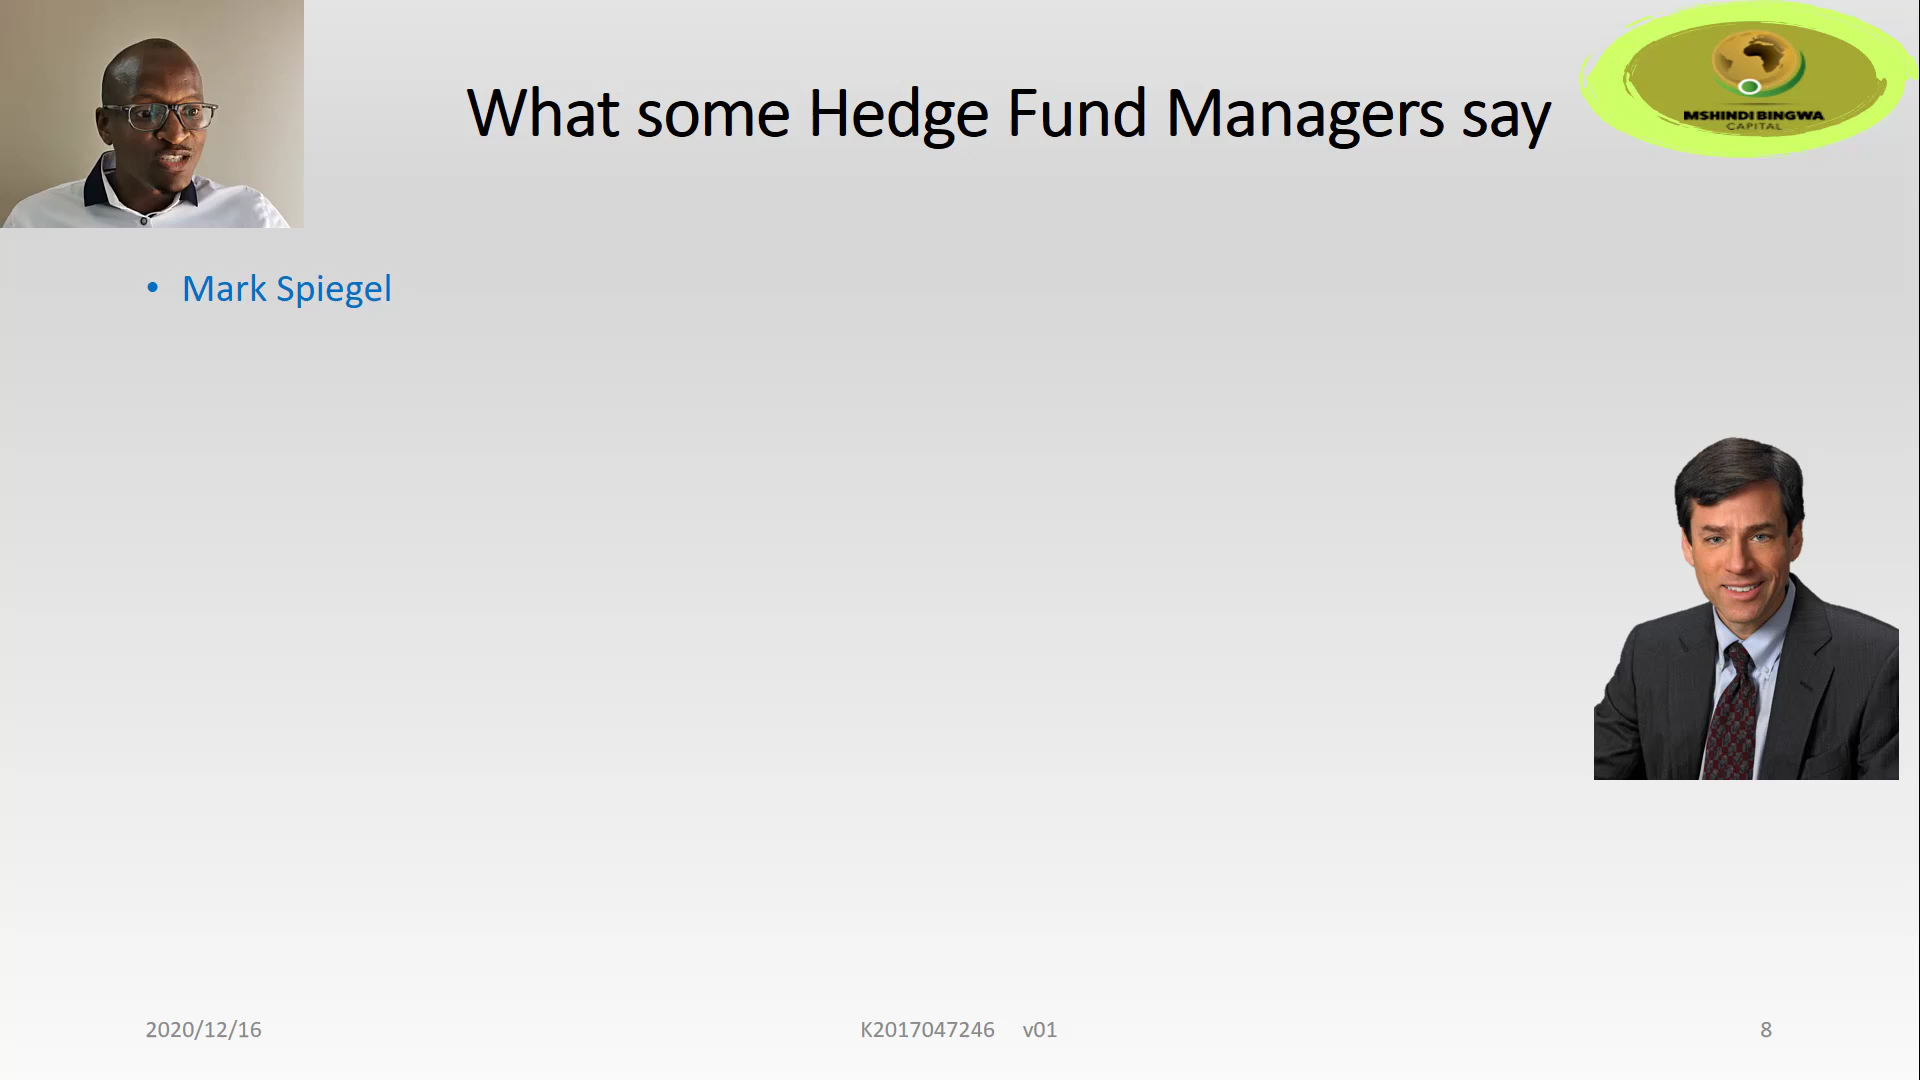 What some Hedge Fund Managers say
MSHINDI BINGWA
CAPITAL
• Mark Spiegel
2020/12/16
K2017047246 v01
8